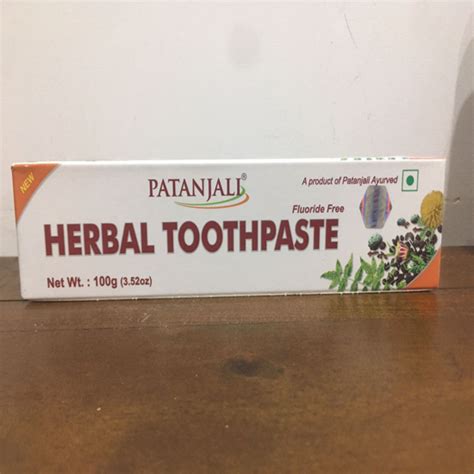 NEW
PATANJALI®
A product of Patanjali Ayurved
Fluoride Free
HERBAL TOOTHPASTE
Net Wt. : 100g (3.52oz)